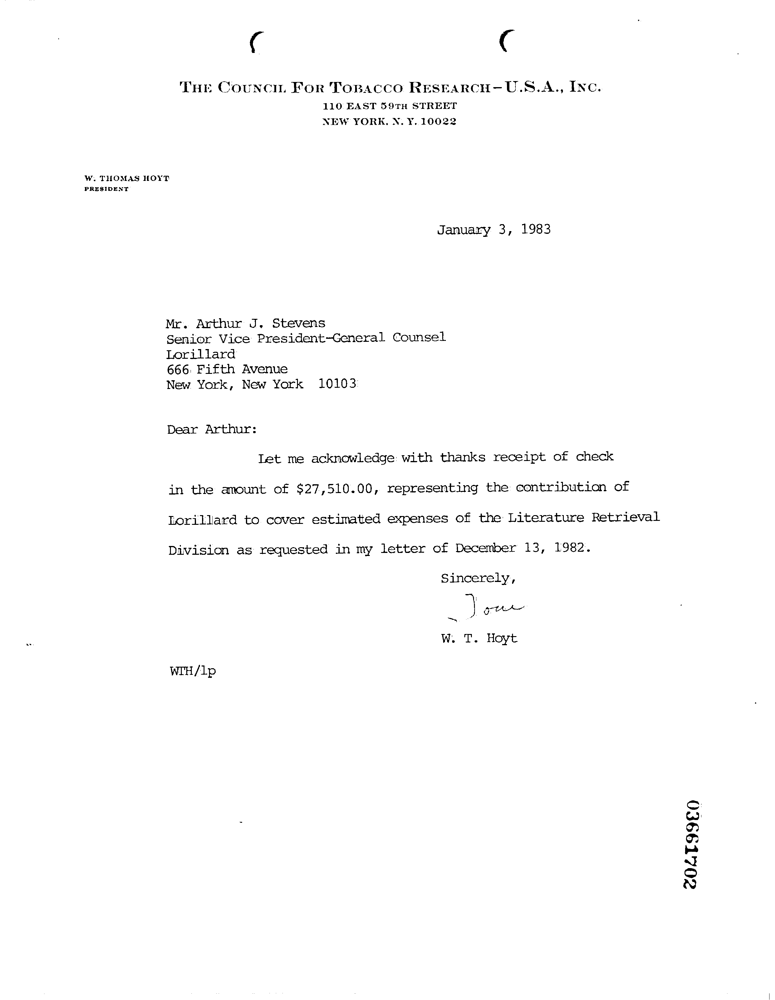 THE COUNCIL FOR TOBACCO RESEARCH-U.S.A., INC.
110 EAST 59TH STREET
NEW YORK, N. Y. 10022
W. THOMAS HOYT
PRESIDENT
January 3, 1983
Mr. Arthur J. Stevens
Senior Vice President-General Counsel
Lorillard
666 Fifth Avenue
New York, New York 10103
Dear Arthur:
Let me acknowledge with thanks receipt of check
in the amount of $27,510.00, representing the contribution of
Lorillard to cover estimated expenses of the Literature Retrieval
Division as requested in my letter of December 13, 1982.
Sincerely,
Tom
W. T. Hoyt
WTH/lp
03661702